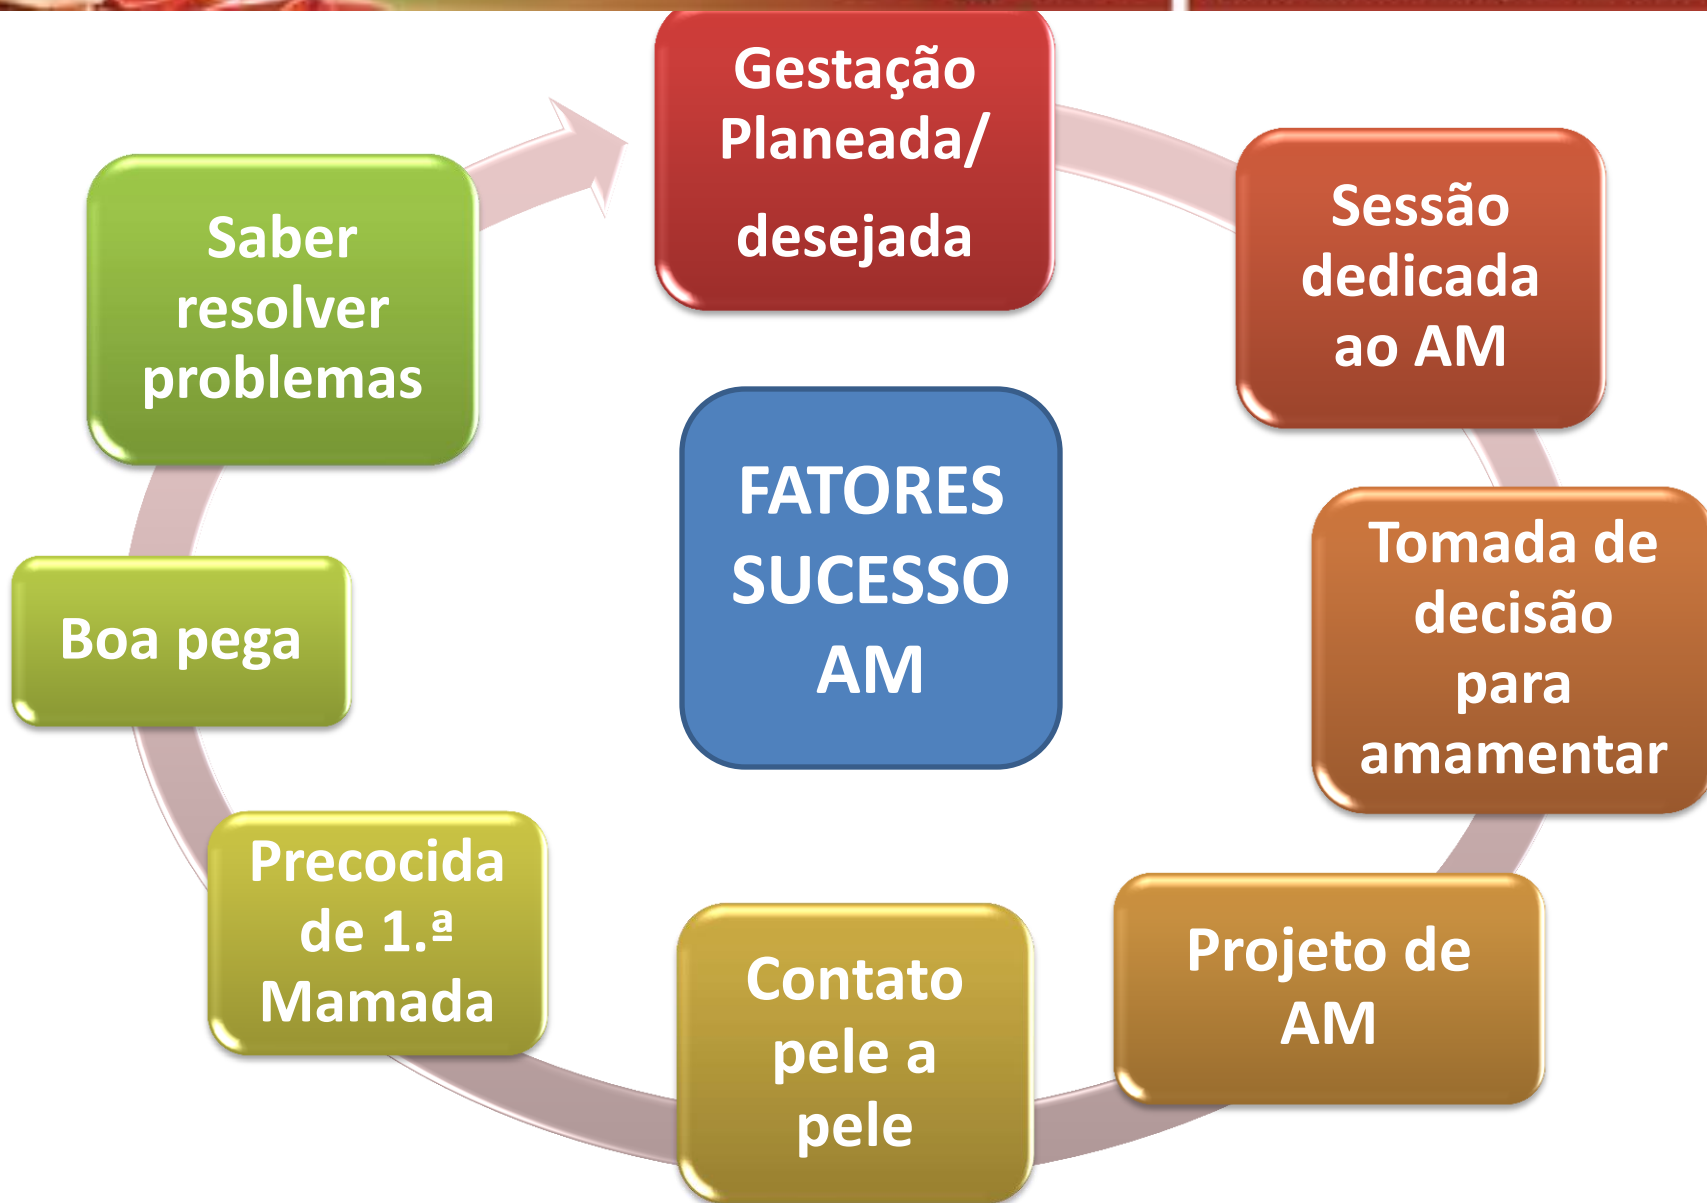 Gestação
Planeada/
desejada
Sessão
dedicada
ao AM
Tomada de
decisão
para
amamentar
Projeto de
AM
Contato
pele a
pele
Precocida
de 1.ª
Mamada
Boa pega
Saber
resolver
problemas
FATORES
SUCESSO
AM